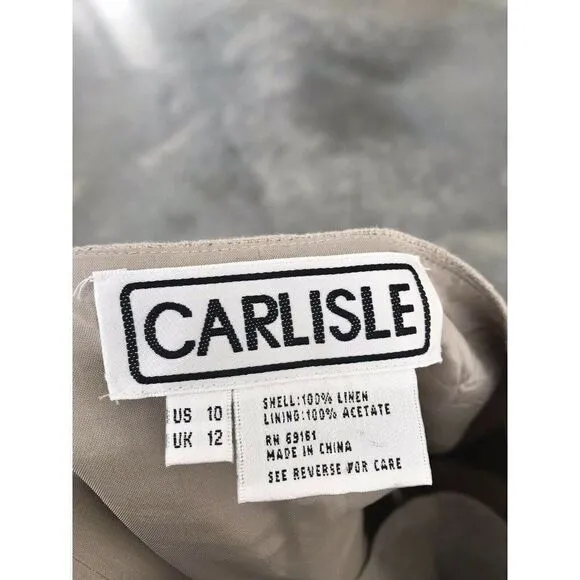 CARLISLE
US 10
UK 12
SHELL:100% LINEN
LINING:100% ACETATE
RN 69161
MADE IN CHINA
SEE REVERSE FOR CARE